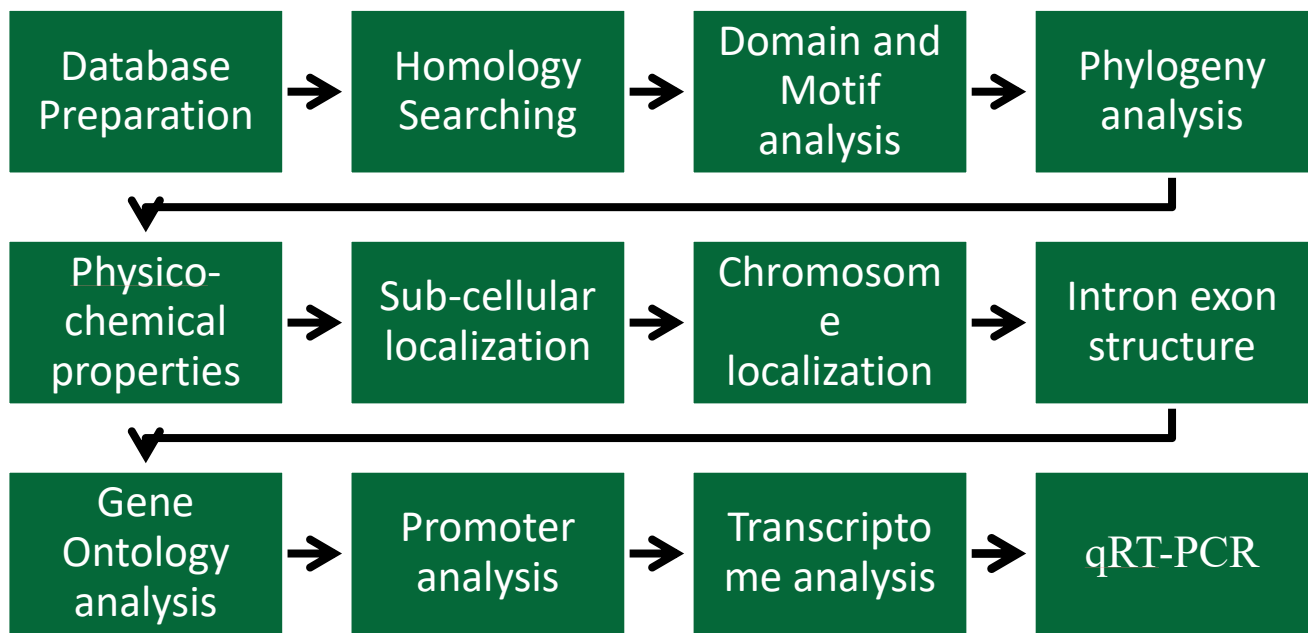 Database
Preparation
Homology
Searching
Domain and
Motif
analysis
Phylogeny
analysis
Physico-
chemical
properties
Sub-cellular
localization
Chromosom
e
localization
Intron exon
structure
Gene
Ontology
analysis
Promoter
analysis
Transcripto
me analysis
qRT-PCR